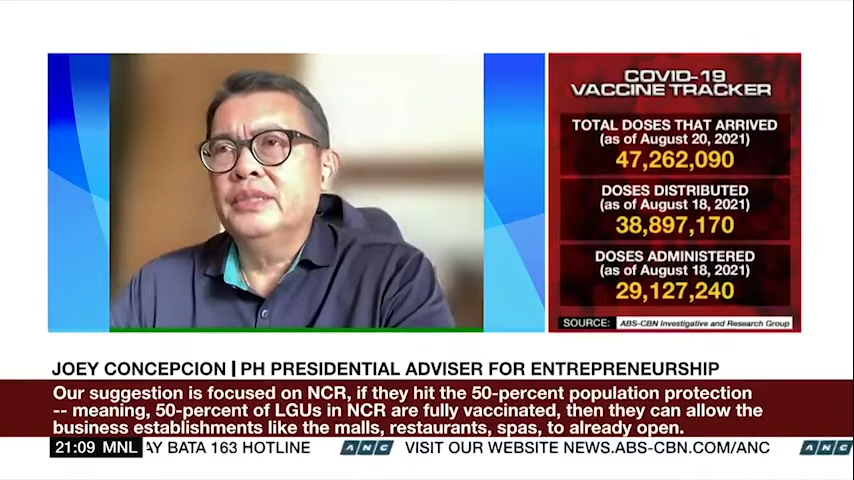 COVID-19
VACCINE TRACKER
TOTAL DOSES THAT ARRIVED
(as of August 20, 2021)
47,262,090
DOSES DISTRIBUTED
(as of August 18, 2021)
38,897,170
DOSES ADMINISTERED
(as of August 18, 2021)
29,127,240
SOURCE: ABS-CBN Investigative and Research Group
JOEY CONCEPCION | PH PRESIDENTIAL ADVISER FOR ENTREPRENEURSHIP
Our suggestion is focused on NCR, if they hit the 50-percent population protection
-- meaning, 50-percent of LGUs in NCR are fully vaccinated, then they can allow the
business establishments like the malls, restaurants, spas, to already open.
21:09 MNL AY BATA 163 HOTLINE ANC VISIT OUR WEBSITE NEWS.ABS-CBN.COM/ANC ANC